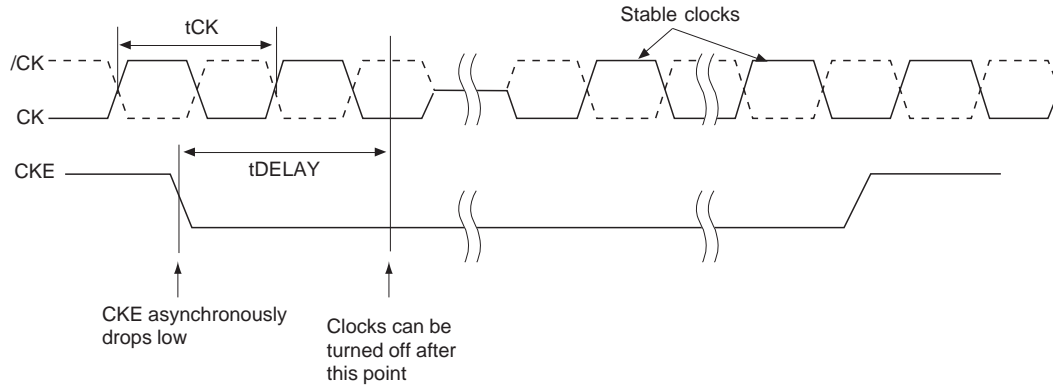 Stable clocks
tCK
/CK
CK
CKE
tDELAY
CKE asynchronously
drops low
Clocks can be
turned off after
this point